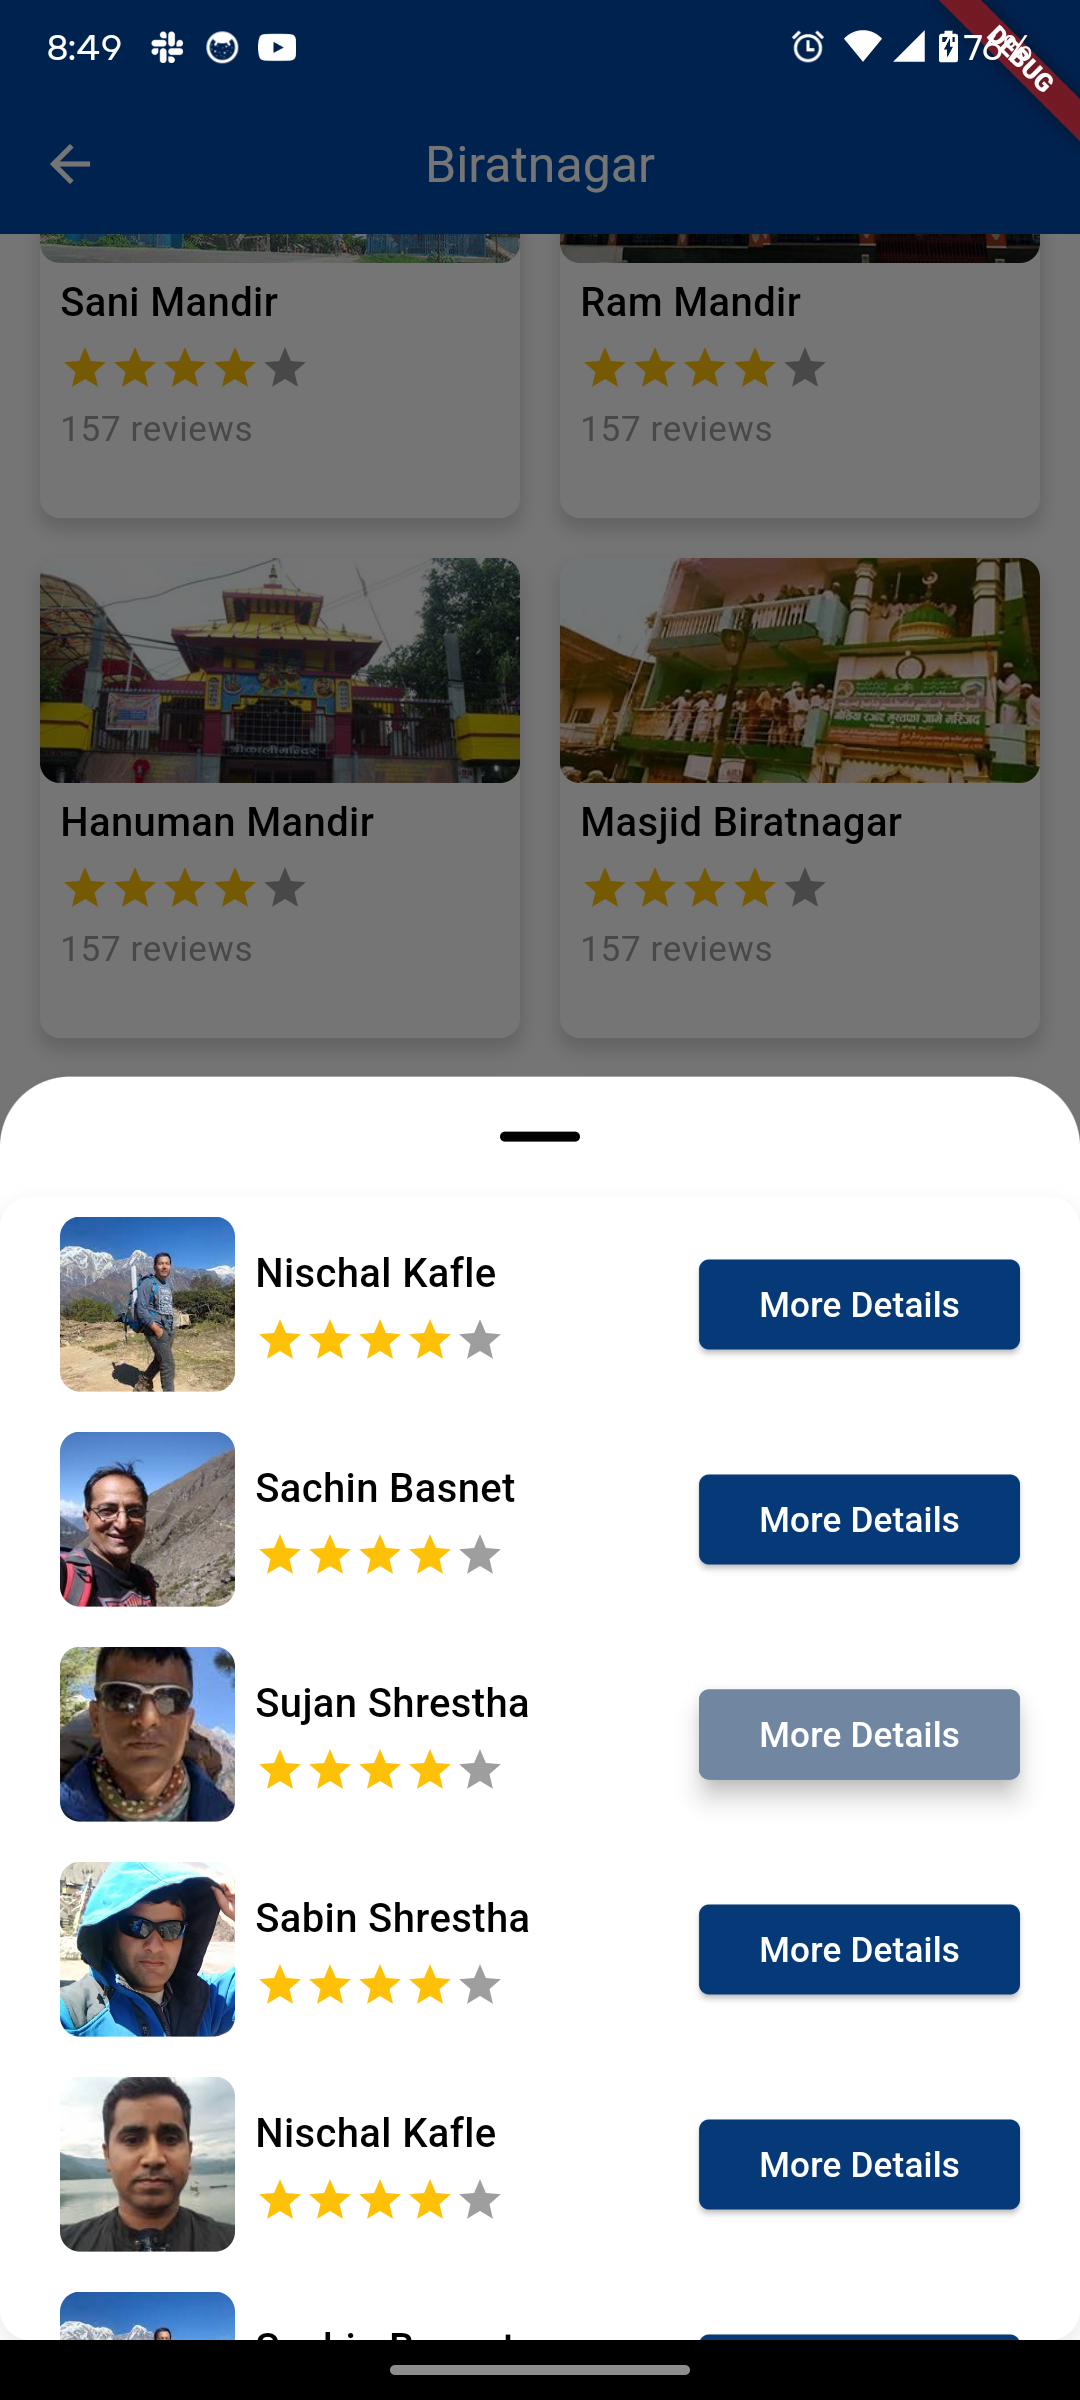 8:49
76%
DEBUG
Biratnagar
Sani Mandir
Ram Mandir
157 reviews
157 reviews
श्री काली मन्दिर
Hanuman Mandir
Masjid Biratnagar
157 reviews
157 reviews
Nischal Kafle
More Details
Sachin Basnet
More Details
Sujan Shrestha
More Details
Sabin Shrestha
More Details
Nischal Kafle
More Details